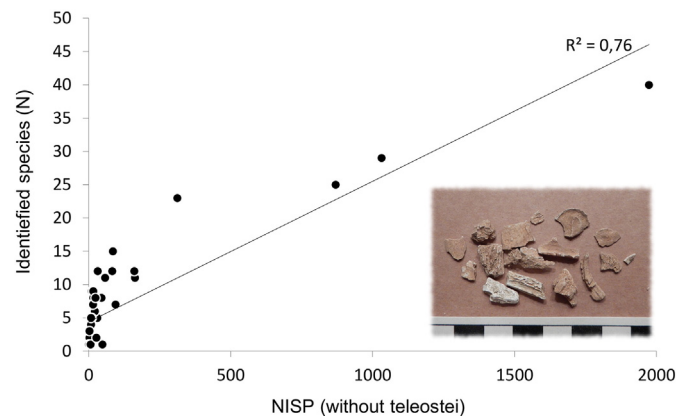 50
45
40
35
30
25
20
15
10
5
0
Identiefied species (N)
R² = 0,76
0 500 1000 1500 2000
NISP (without teleostei)